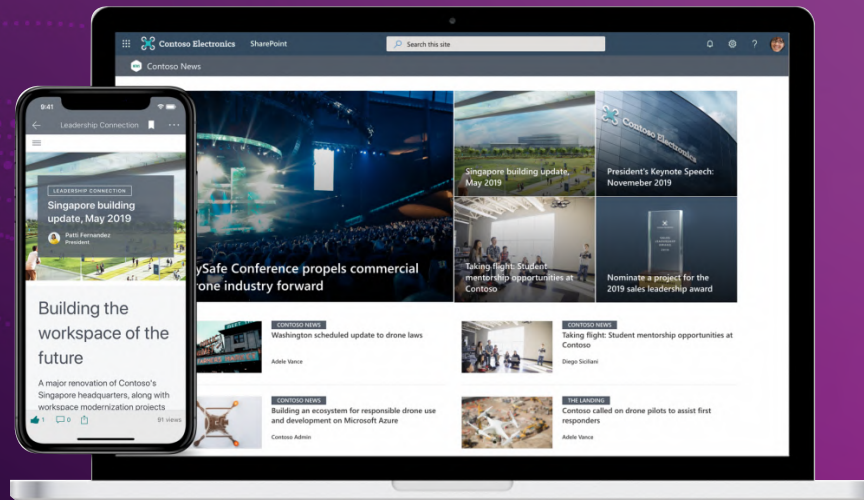 Contoso Electronics
SharePoint
Search this site
?
Contoso News
Singapore building update,
May 2019
Contoso Electronics
President's Keynote Speech:
Novemeber 2019
ySafe Conference propels commercial
rone industry forward
Taking flight: Student
mentorship opportunities at
Contoso
Nominate a project for the
2019 sales leadership award
CONTOSO NEWS
Washington scheduled update to drone laws
Adele Vance
CONTOSO NEWS
Taking flight: Student mentorship opportunities at
Contoso
Diego Siciliani
CONTOSO NEWS
Building an ecosystem for responsible drone use
and development on Microsoft Azure
Contoso Admin
THE LANDING
Contoso called on drone pilots to assist first
responders
Adele Vance
9:41
Leadership Connection
LEADERSHIP CONNECTION
Singapore building
update, May 2019
Patti Fernandez
President
Building the
workspace of the
future
A major renovation of Contoso's
Singapore headquarters, along with
workspace modernization projects
1
0
91 views